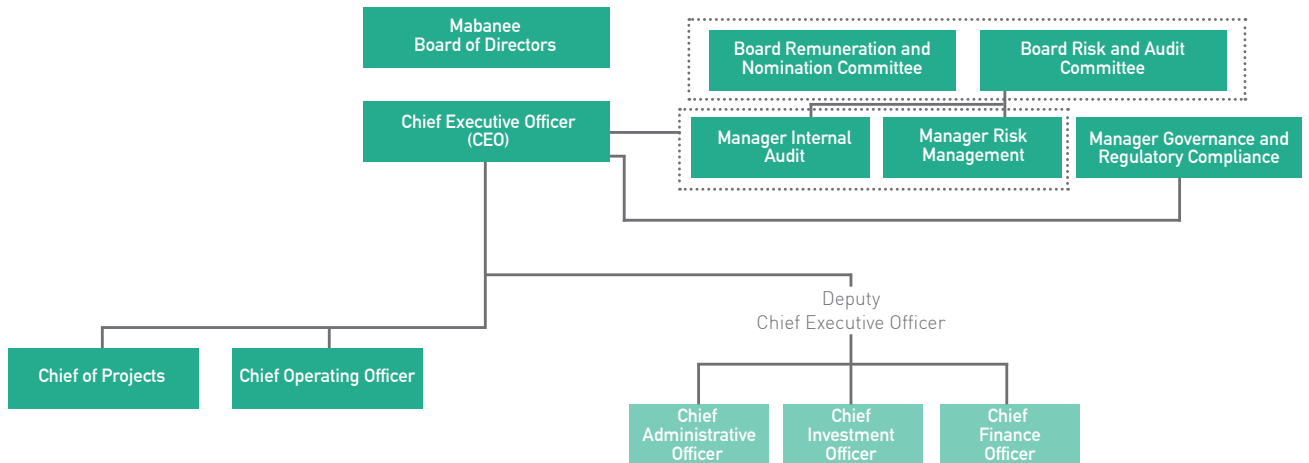 Mabanee
Board of Directors
Board Remuneration and
Nomination Committee
Board Risk and Audit
Committee
Chief Executive Officer
(CEO)
Manager Internal
Audit
Manager Risk
Management
Manager Governance and
Regulatory Compliance
Deputy
Chief Executive Officer
Chief of Projects
Chief Operating Officer
Chief
Administrative
Officer
Chief
Investment
Officer
Chief
Finance
Officer